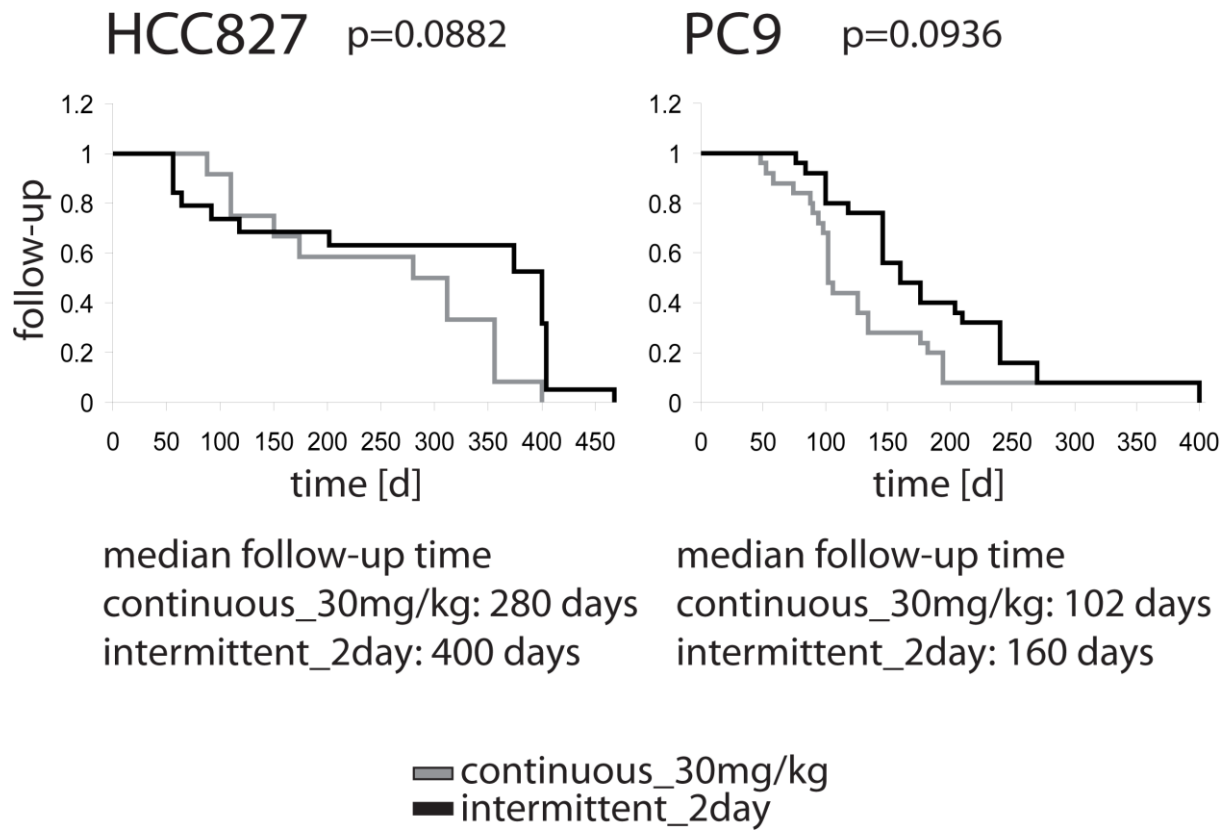 HCC827 p=0.0882
PC9 p=0.0936
follow-up
1.2
1
0.8
0.6
0.4
0.2
0
0 50 100 150 200 250 300 350 400 450
time [d]
1.2
1
0.8
0.6
0.4
0.2
0
0 50 100 150 200 250 300 350 400
time [d]
median follow-up time
continuous_30mg/kg: 280 days
intermittent_2day: 400 days
median follow-up time
continuous_30mg/kg: 102 days
intermittent_2day: 160 days
continuous_30mg/kg
intermittent_2day